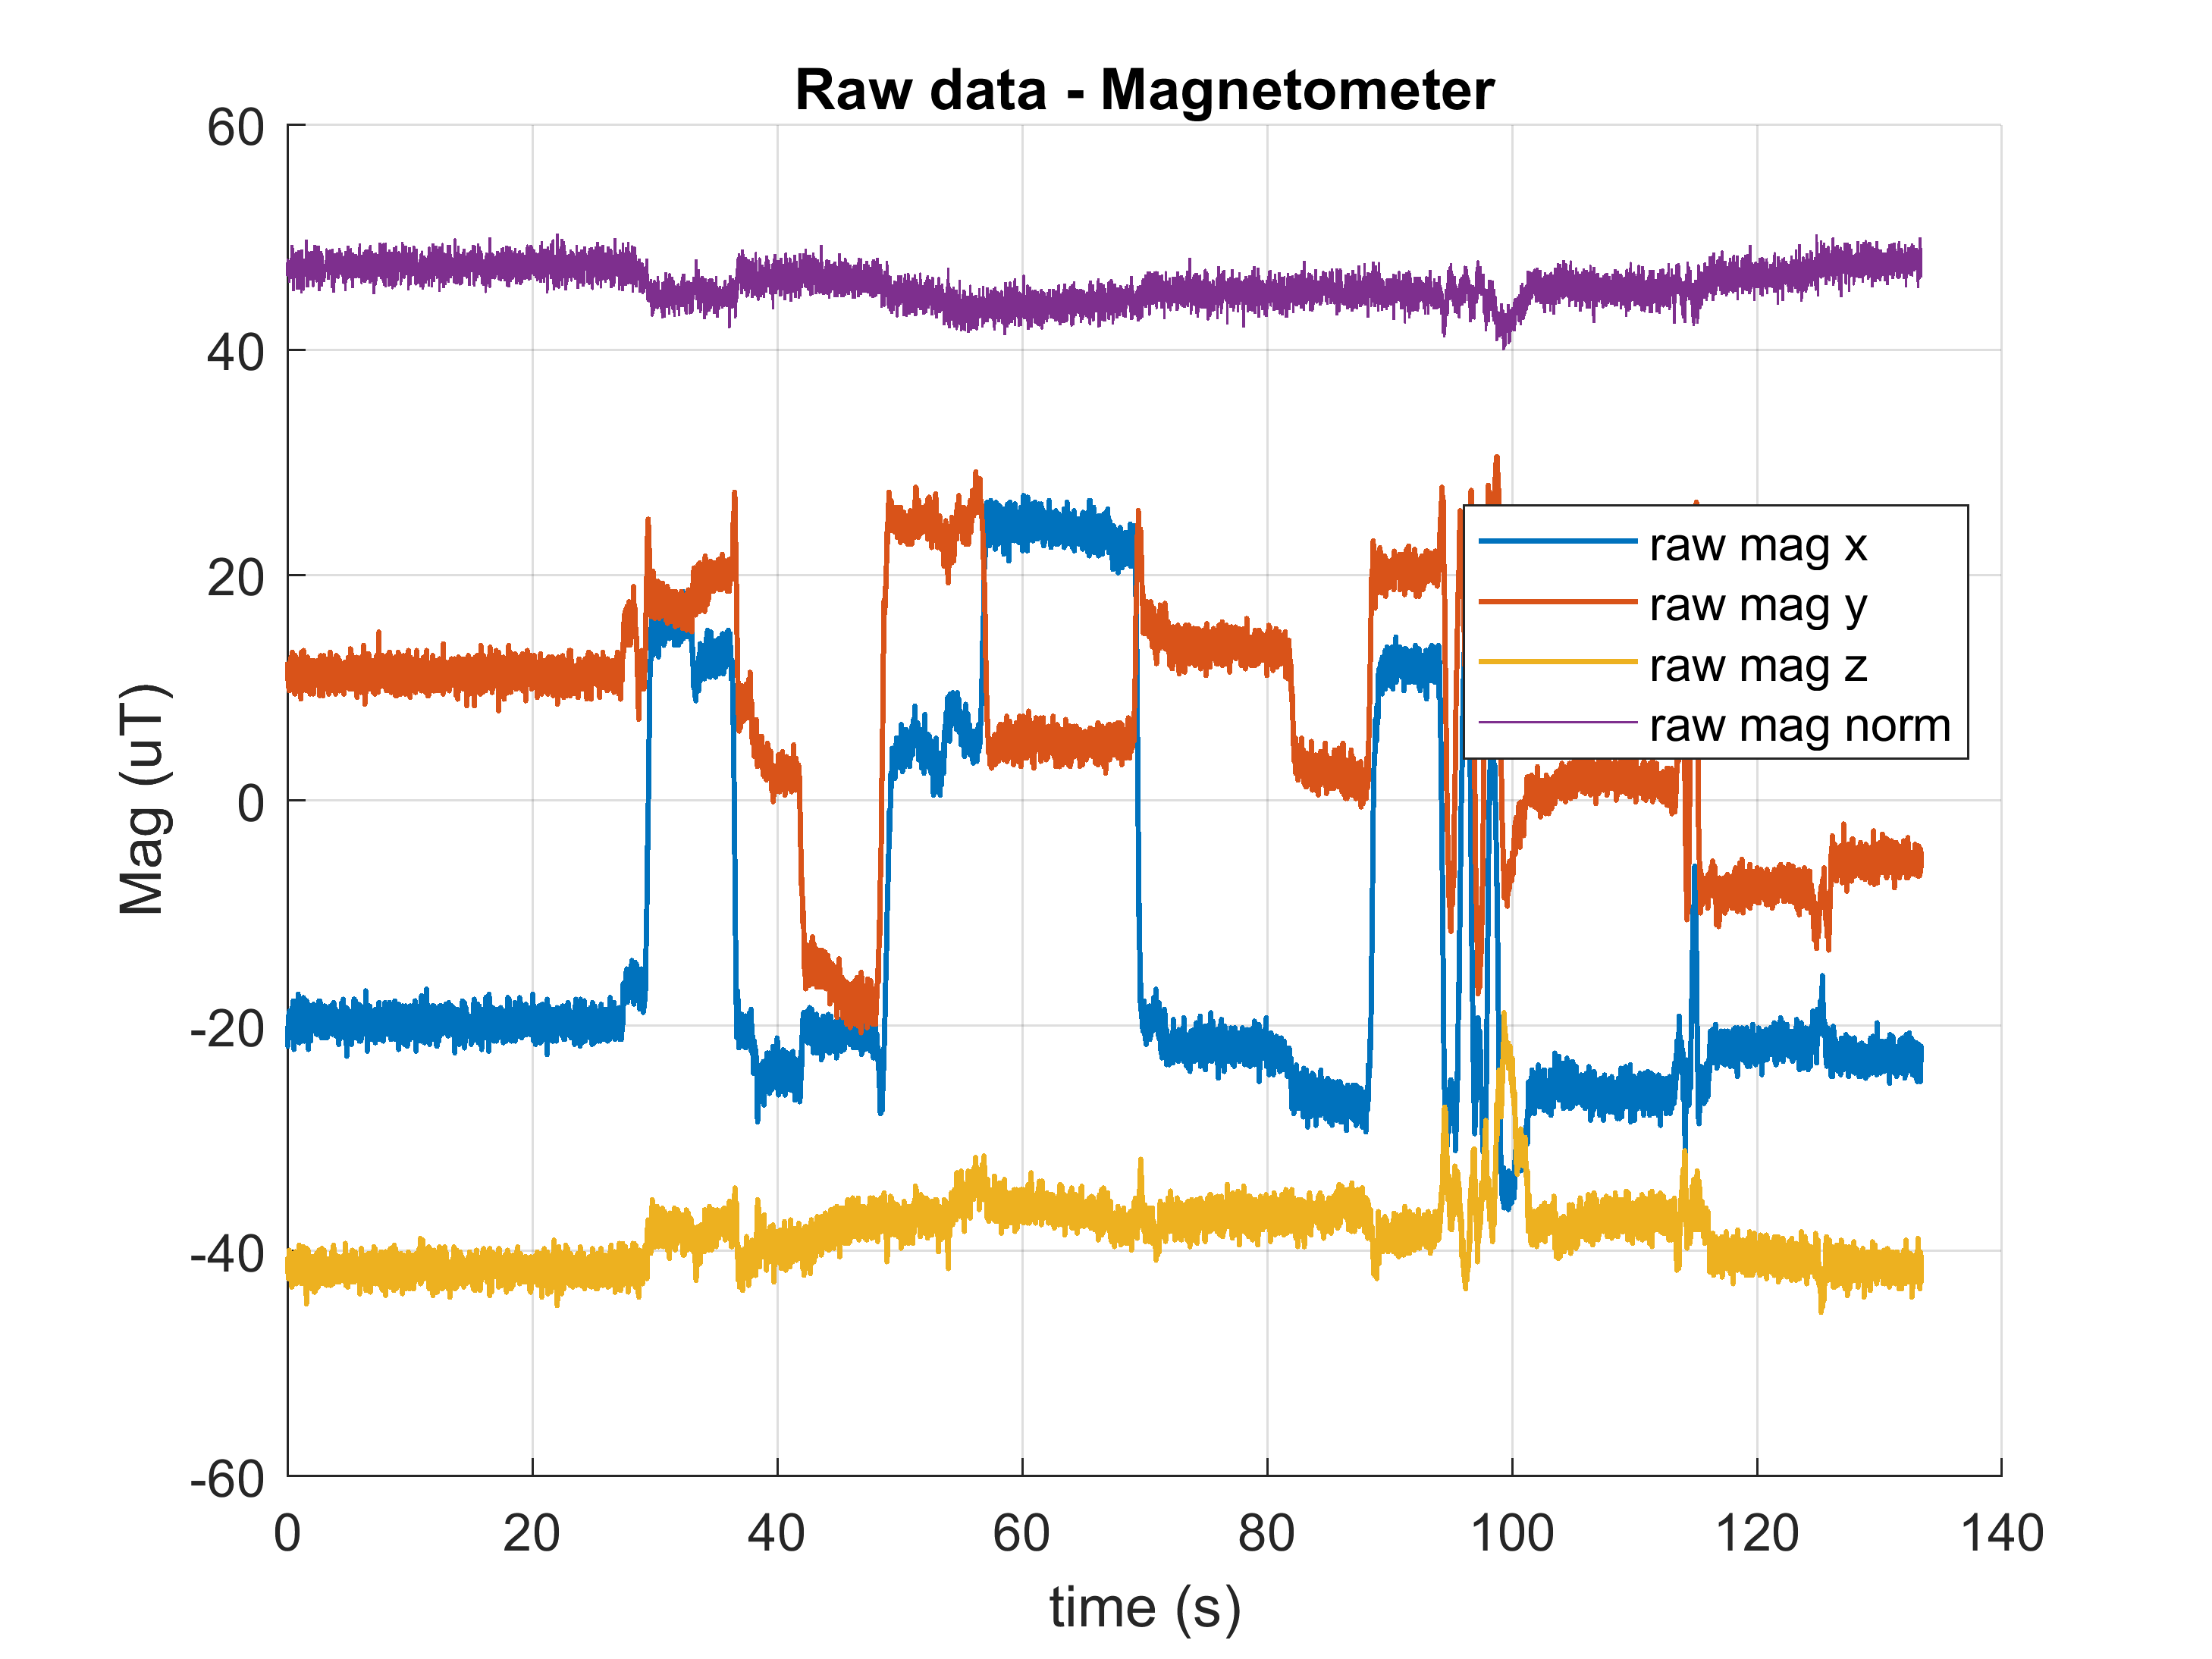 Raw data - Magnetometer
60
40
20
0
-20
-40
-60
Mag (uT)
raw mag x
raw mag y
raw mag z
raw mag norm
0 20 40 60 80 100 120 140
time (s)